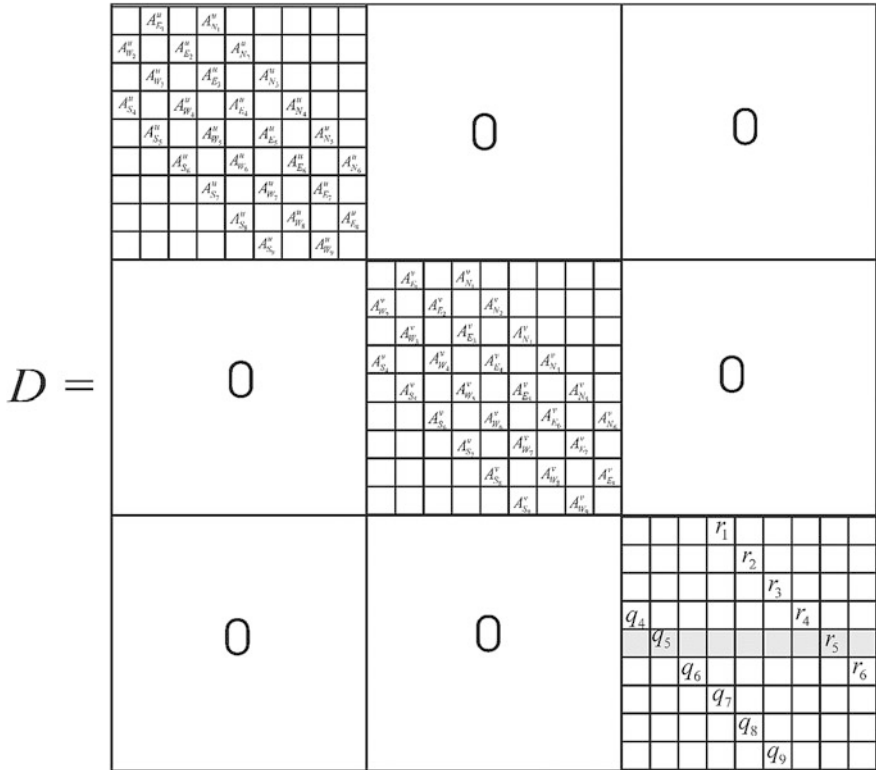 A^u_{E_1} A^u_{N_1}
A^u_{W_2} A^u_{E_2} A^u_{N_2}
A^u_{W_3} A^u_{E_3} A^u_{N_3}
A^u_{S_4} A^u_{W_4} A^u_{E_4} A^u_{N_4}
A^u_{S_5} A^u_{W_5} A^u_{E_5} A^u_{N_5} 0 0
A^u_{S_6} A^u_{W_6} A^u_{E_6} A^u_{N_6}
A^u_{S_7} A^u_{W_7} A^u_{E_7}
A^u_{S_8} A^u_{W_8} A^u_{E_8}
A^u_{S_9} A^u_{W_9}
A^v_{E_1} A^v_{N_1}
A^v_{W_2} A^v_{E_2} A^v_{N_2}
A^v_{W_3} A^v_{E_3} A^v_{N_3}
A^v_{S_4} A^v_{W_4} A^v_{E_4} A^v_{N_4}
D = 0 A^v_{S_5} A^v_{W_5} A^v_{E_5} A^v_{N_5} 0
A^v_{S_6} A^v_{W_6} A^v_{E_6} A^v_{N_6}
A^v_{S_7} A^v_{W_7} A^v_{E_7}
A^v_{S_8} A^v_{W_8} A^v_{E_8}
A^v_{S_9} A^v_{W_9}
r_1
r_2
r_3
q_4 r_4
0 0 q_5 r_5
q_6 r_6
q_7
q_8
q_9